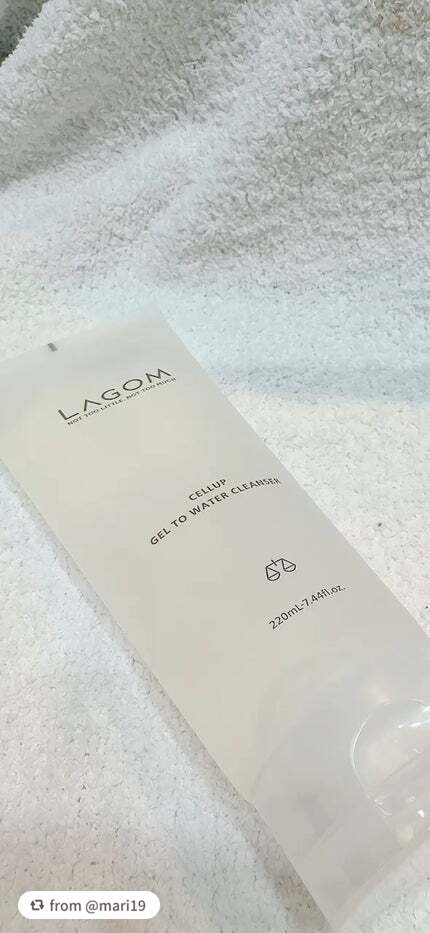 LAGOM
NOT TOO LITTLE, NOT TOO MUCH
CELLUP
GEL TO WATER CLEANSER
220mL-7.44fl.oz.
from @mari19